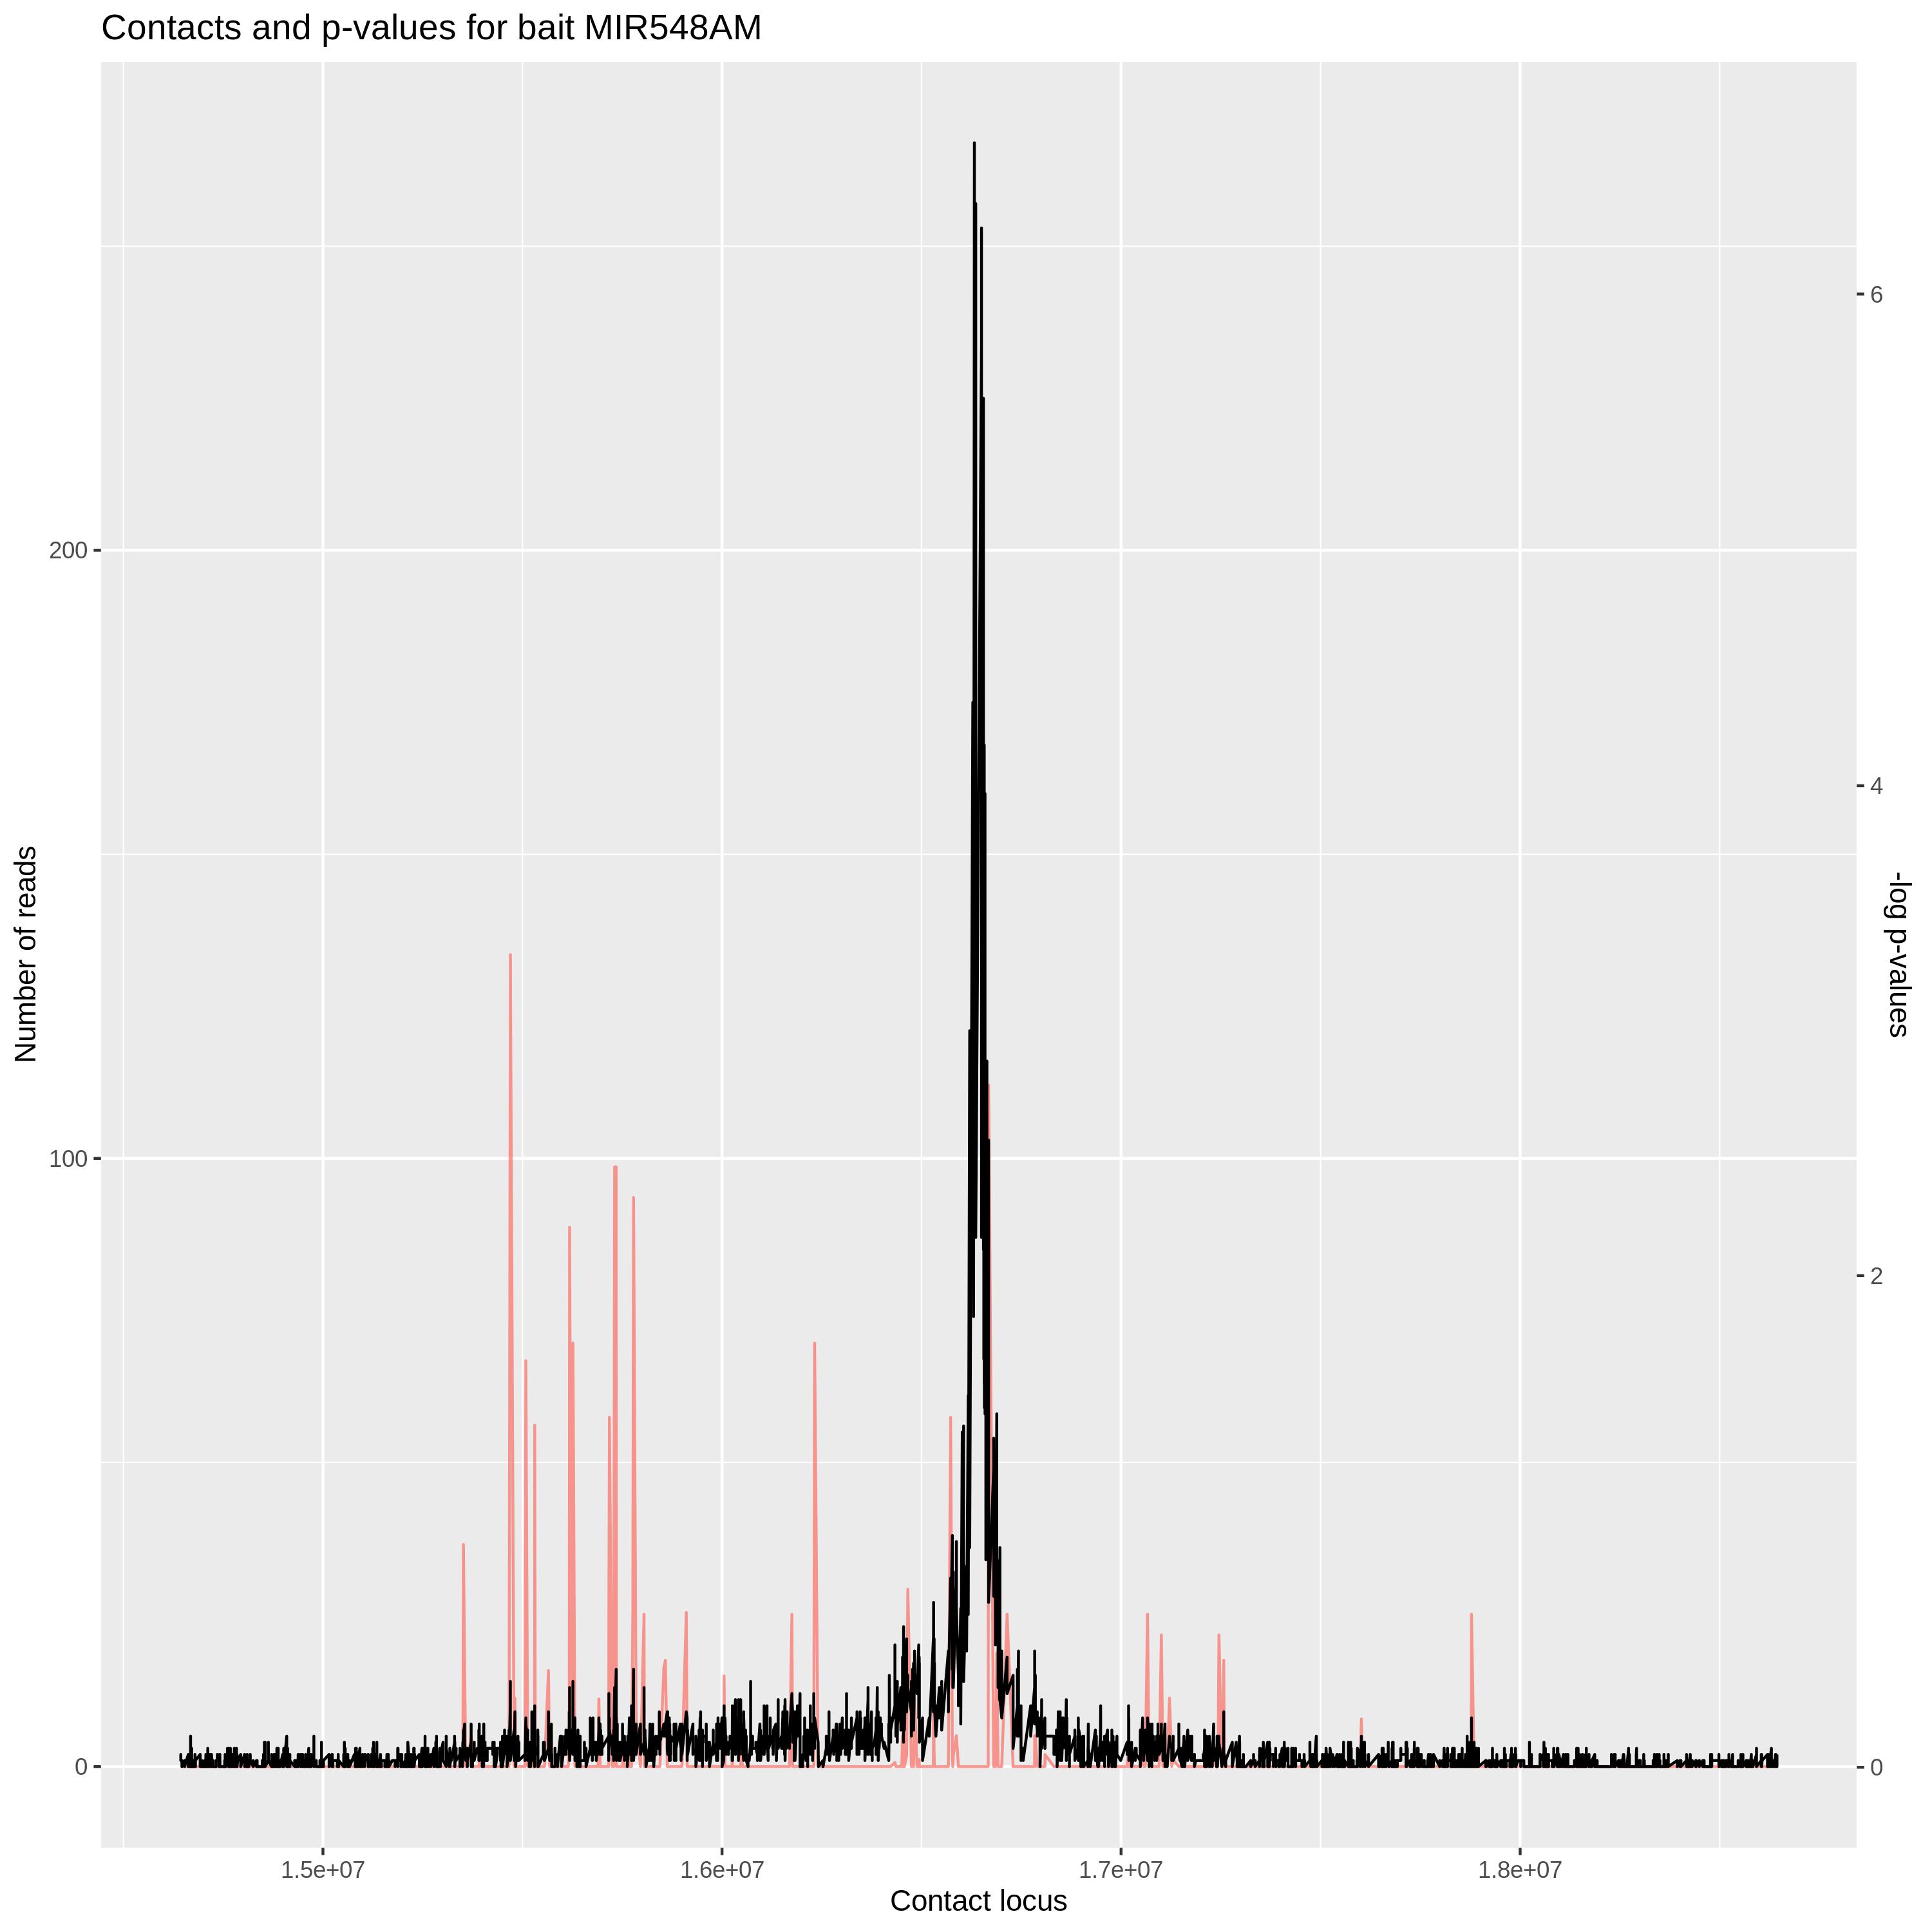 Contacts and p-values for bait MIR548AM
Number of reads
200
100
0
6
4
2
0
-log p-values
1.5e+07
1.6e+07
1.7e+07
1.8e+07
Contact locus